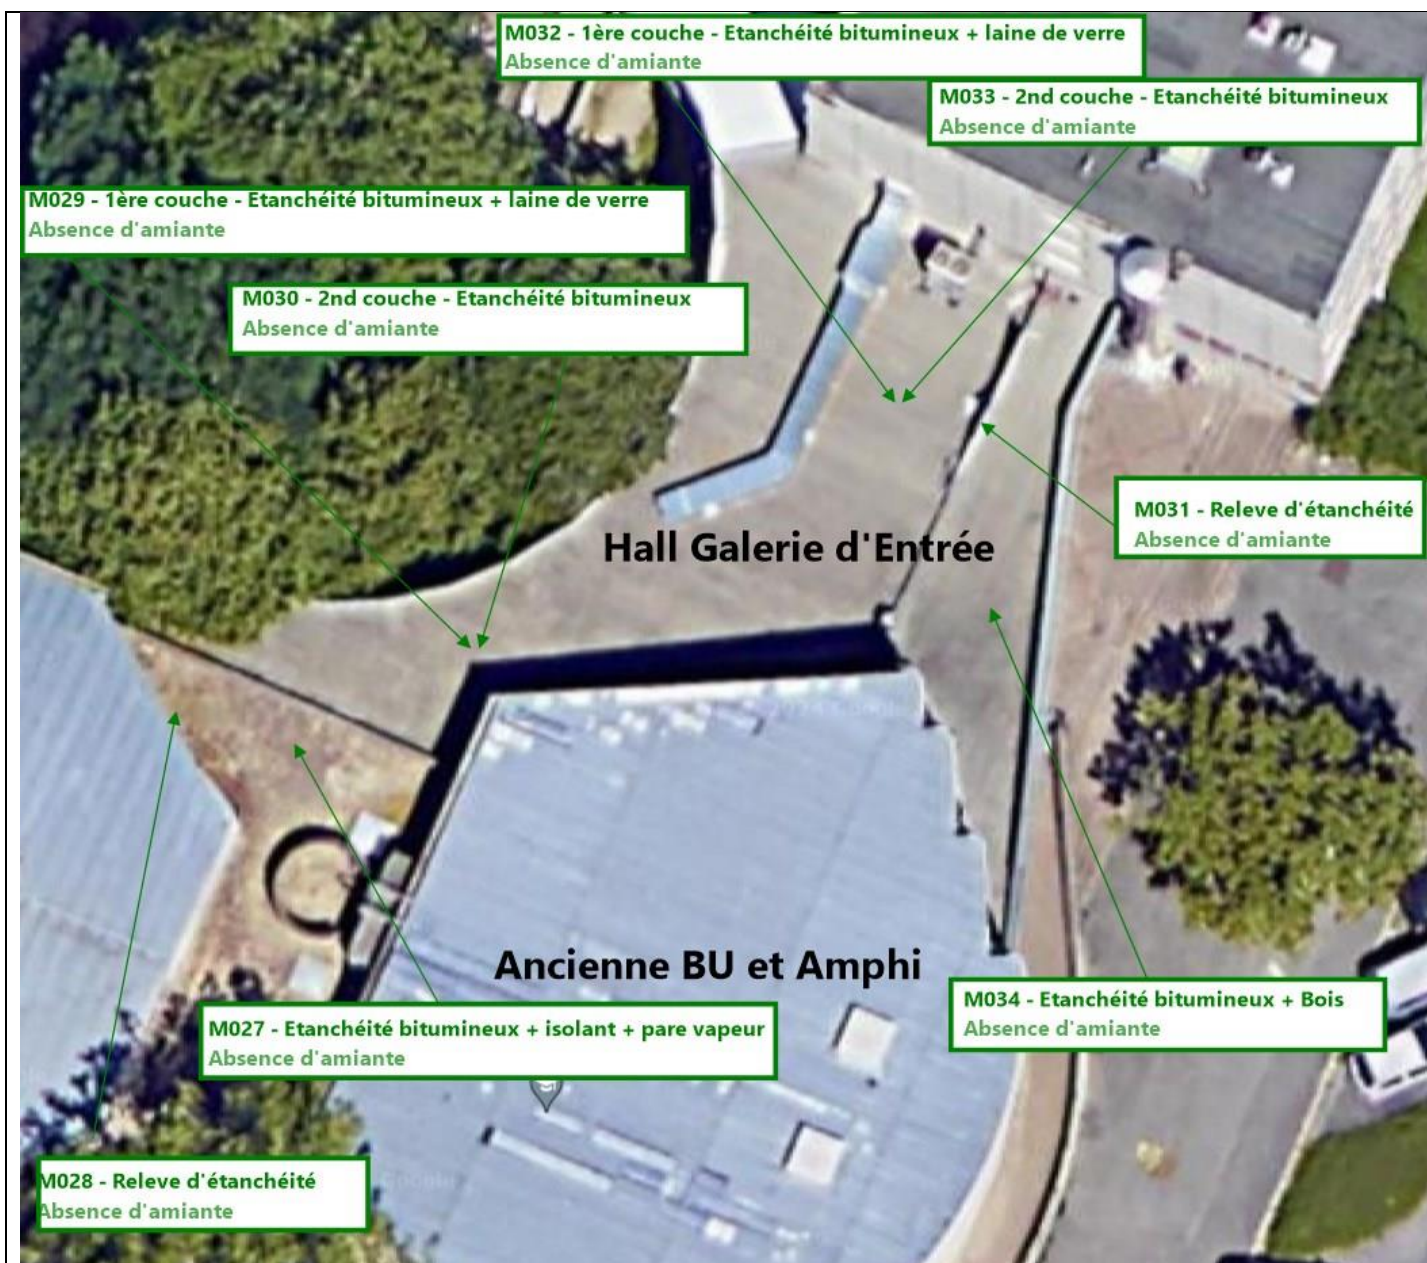 M032 - 1ère couche - Etanchéité bitumineux + laine de verre
Absence d'amiante
M033 - 2nd couche - Etanchéité bitumineux
Absence d'amiante
M029 - 1ère couche - Etanchéité bitumineux + laine de verre
Absence d'amiante
M030 - 2nd couche - Etanchéité bitumineux
Absence d'amiante
M031 - Releve d'étanchéité
Absence d'amiante
Hall Galerie d'Entrée
Ancienne BU et Amphi
M034 - Etanchéité bitumineux + Bois
Absence d'amiante
M027 - Etanchéité bitumineux + isolant + pare vapeur
Absence d'amiante
M028 - Releve d'étanchéité
Absence d'amiante